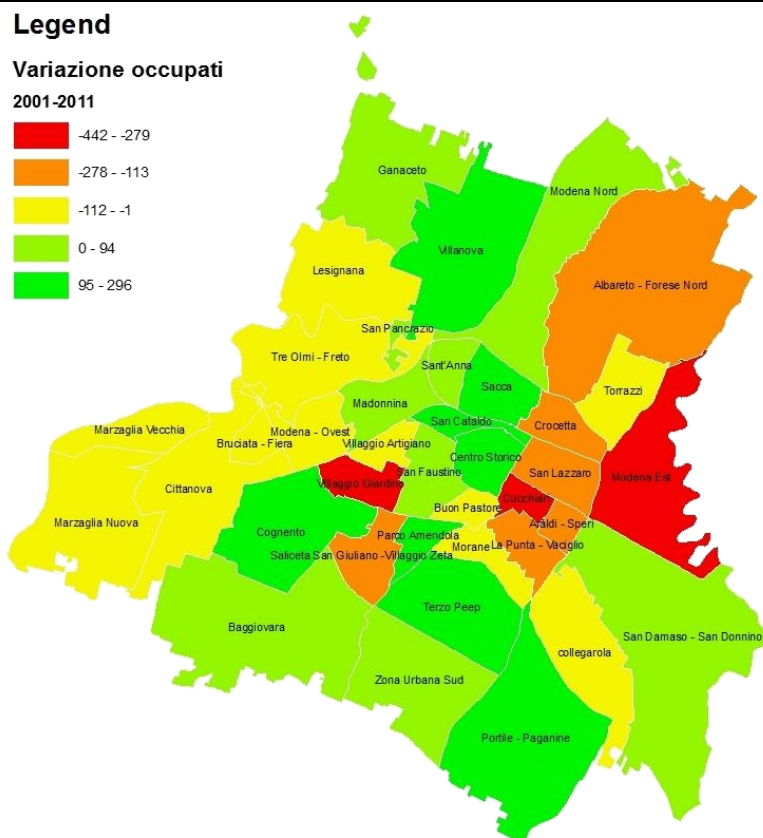 Legend
Variazione occupati
2001-2011
-442 - -279
-278 - -113
-112 - -1
0 - 94
95 - 296
Ganaceto
Modena Nord
Villanova
Lesignana
Albareto - Forese Nord
San Pancrazio
Tre Olmi - Freto
Sant'Anna
Sacca
Torrazzi
Madonnina
San Cataldo
Crocetta
Marzaglia Vecchia
Modena - Ovest
Bruciata - Fiera
Villaggio Artigiano
Centro Storico
San Faustino
San Lazzaro
Modena Est
Villaggio Giardino
Cittanova
Cucchiari
Buon Pastore
Marzaglia Nuova
Araldi - Speri
Cognento
Parco Amendola
Morane
La Punta - Vaciglio
Saliceta San Giuliano -Villaggio Zeta
Terzo Peep
Baggiovara
San Damaso - San Donnino
collegarola
Zona Urbana Sud
Portile - Paganine